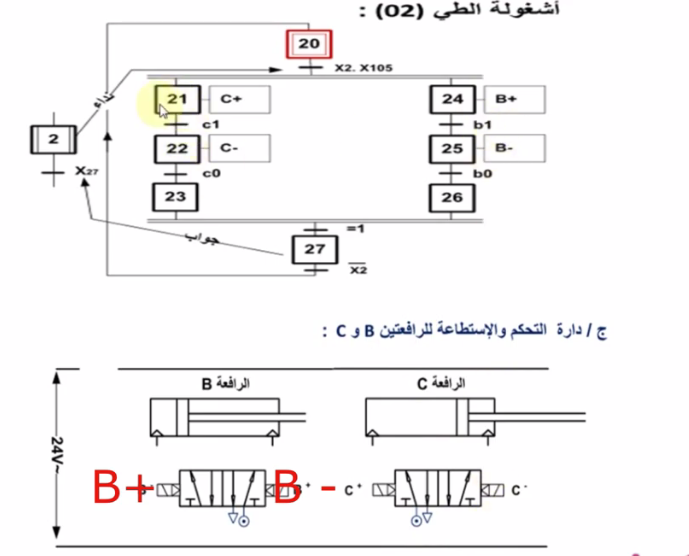 أشغولة الطي (02) :
20
X2. X105
نداء
21 C+ 24 B+
c1 b1
2
22 C- 25 B-
X27
c0 b0
23 26
=1
جواب
27
X2
ج / دارة التحكم والإستطاعة للرافعتين B و C :
الرافعة B الرافعة C
24V~
B+ B - C+ C-